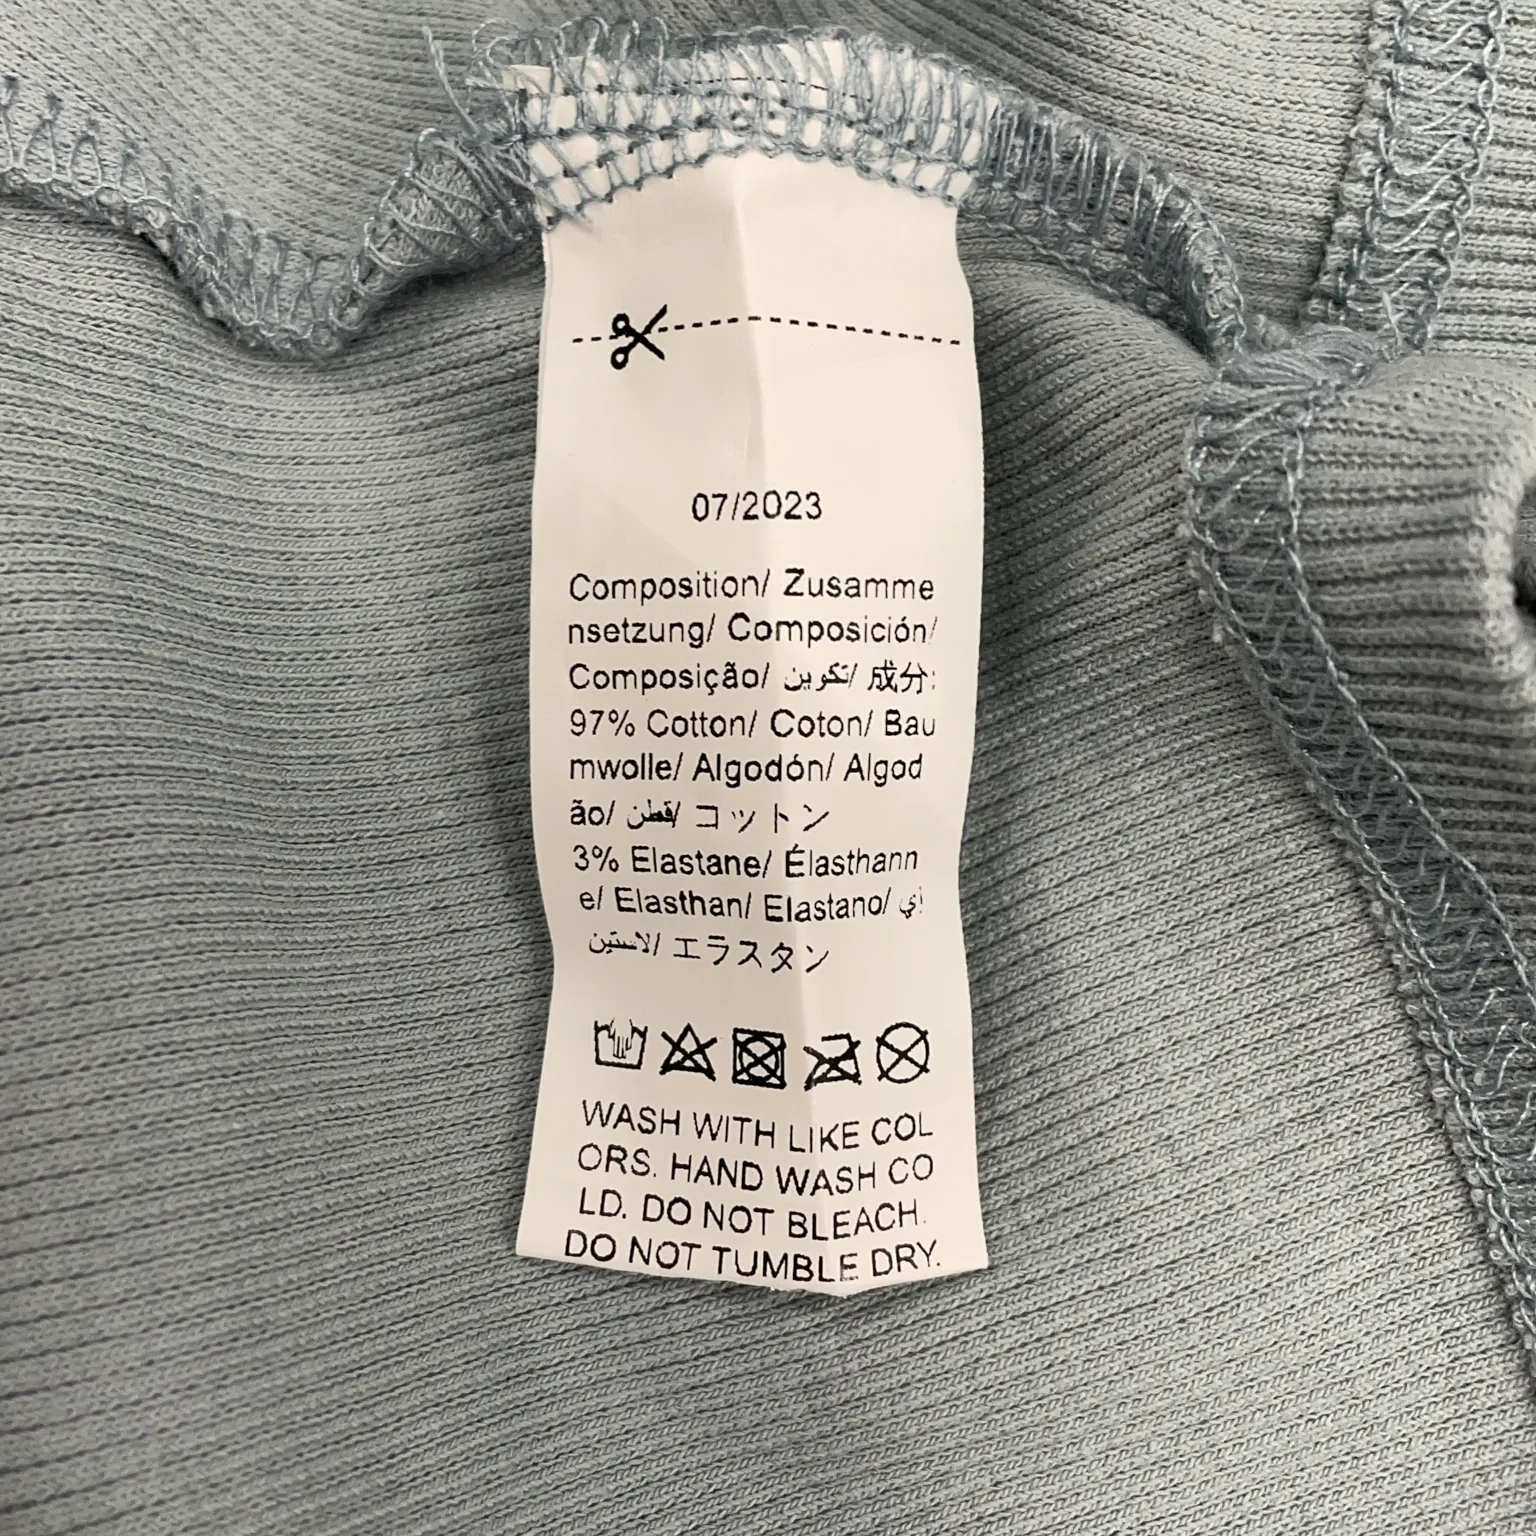 07/2023
Composition/ Zusamme
nsetzung/ Composición/
Composição/ تكوين/ 成分:
97% Cotton/ Coton/ Bau
mwolle/ Algodón/ Algod
ão/ قطن/ コットン
3% Elastane/ Élasthann
e/ Elasthan/ Elastano/ إي
لاستين/ エラスタン
WASH WITH LIKE COL
ORS. HAND WASH CO
LD. DO NOT BLEACH.
DO NOT TUMBLE DRY.